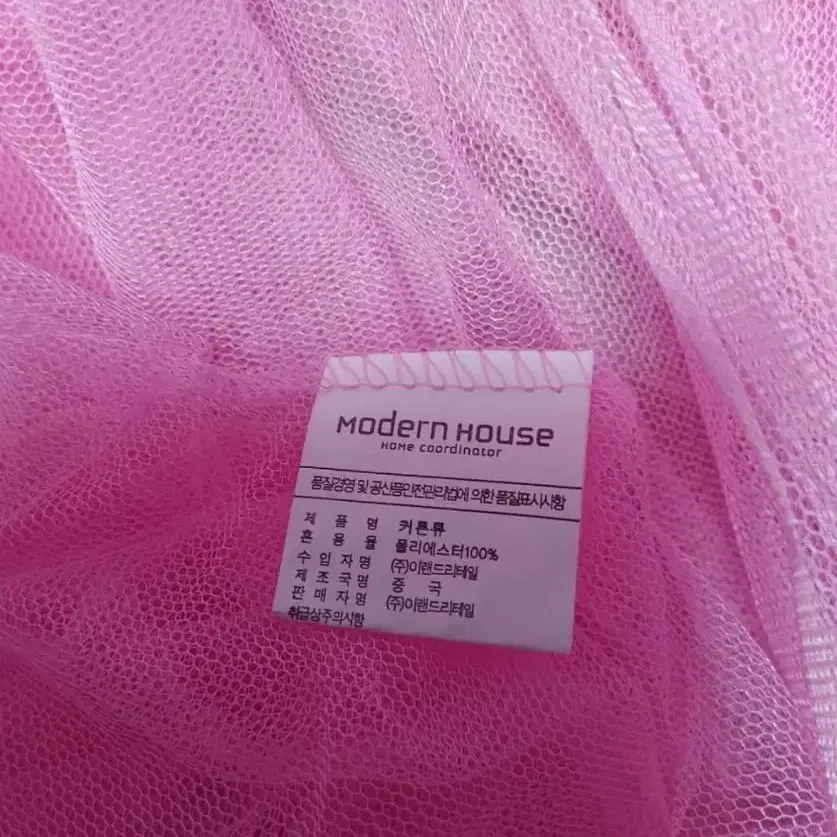 Modern House
Home coordinator
품질경영 및 공산품안전관리법에 의한 품질표시사항
제 품 명 커튼류
혼 용 율 폴리에스터100%
수 입 자 명 (주)이랜드리테일
제 조 국 명 중 국
판 매 자 명 (주)이랜드리테일
취급상주의사항